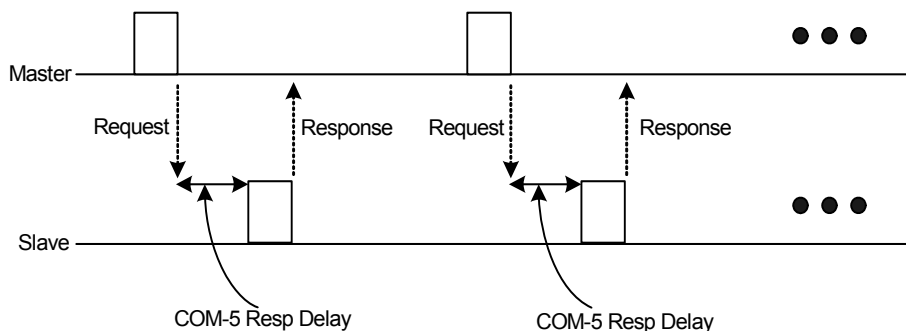 Master
Request
Response
Request
Response
Slave
COM-5 Resp Delay
COM-5 Resp Delay